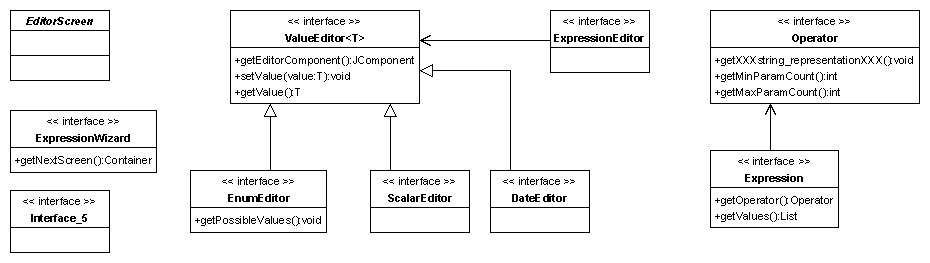 EditorScreen
<< interface >>
ValueEditor<T>
+getEditorComponent():JComponent
+setValue(value:T):void
+getValue():T
<< interface >>
ExpressionEditor
<< interface >>
Operator
+getXXXstring_representationXXX():void
+getMinParamCount():int
+getMaxParamCount():int
<< interface >>
ExpressionWizard
+getNextScreen():Container
<< interface >>
Interface_5
<< interface >>
EnumEditor
+getPossibleValues():void
<< interface >>
ScalarEditor
<< interface >>
DateEditor
<< interface >>
Expression
+getOperator():Operator
+getValues():List